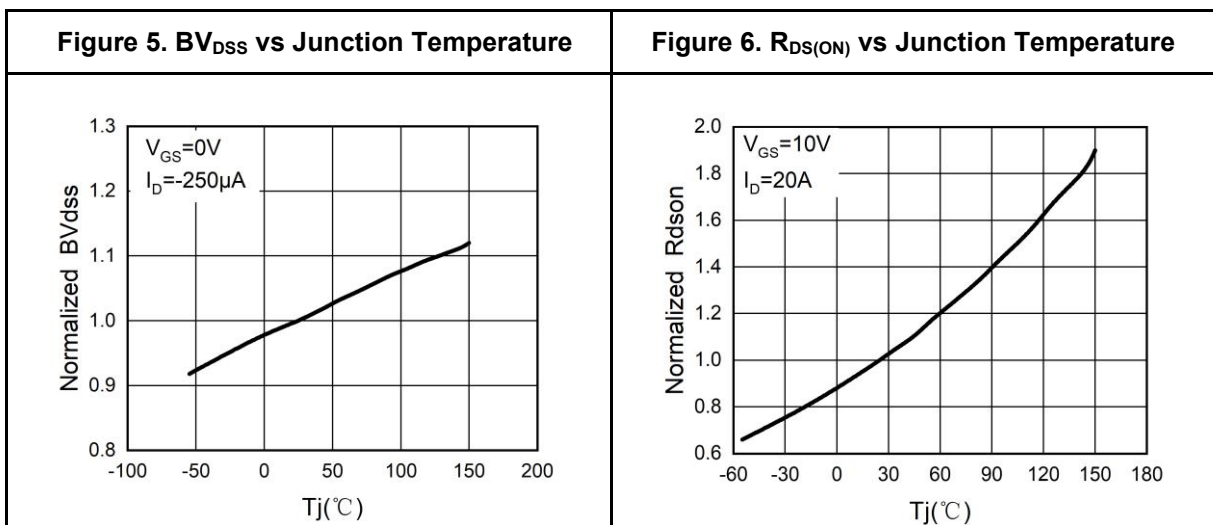 Figure 5. BVDSS vs Junction Temperature
Figure 6. RDS(ON) vs Junction Temperature
VGS=0V
ID=-250μA
Normalized BVdss
1.3
1.2
1.1
1.0
0.9
0.8
-100 -50 0 50 100 150 200
Tj(℃)
VGS=10V
ID=20A
Normalized Rdson
2.0
1.8
1.6
1.4
1.2
1.0
0.8
0.6
-60 -30 0 30 60 90 120 150 180
Tj(℃)